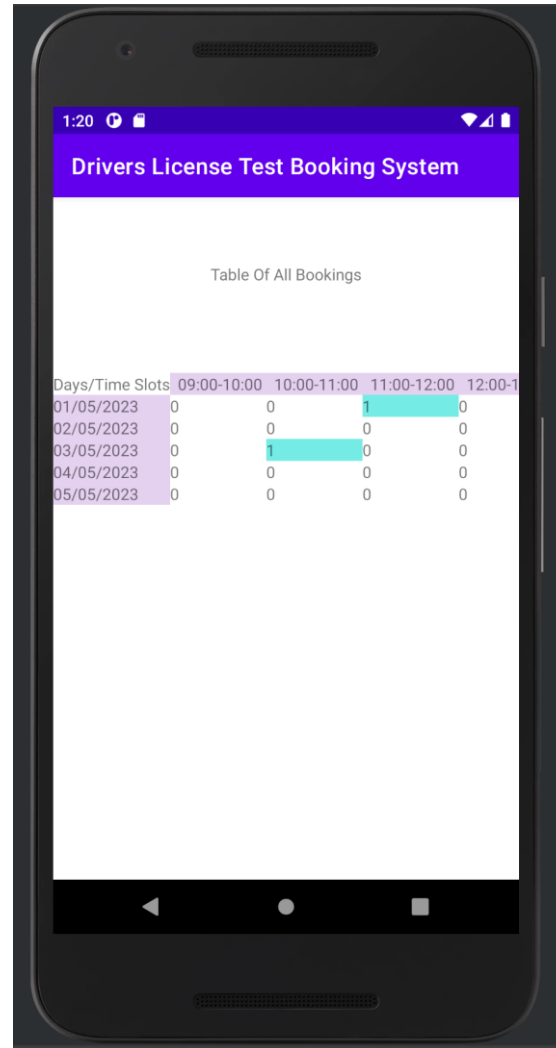 1:20
Drivers License Test Booking System
Table Of All Bookings
Days/Time Slots 09:00-10:00 10:00-11:00 11:00-12:00 12:00-1
01/05/2023 0 0 1 0
02/05/2023 0 0 0 0
03/05/2023 0 1 0 0
04/05/2023 0 0 0 0
05/05/2023 0 0 0 0